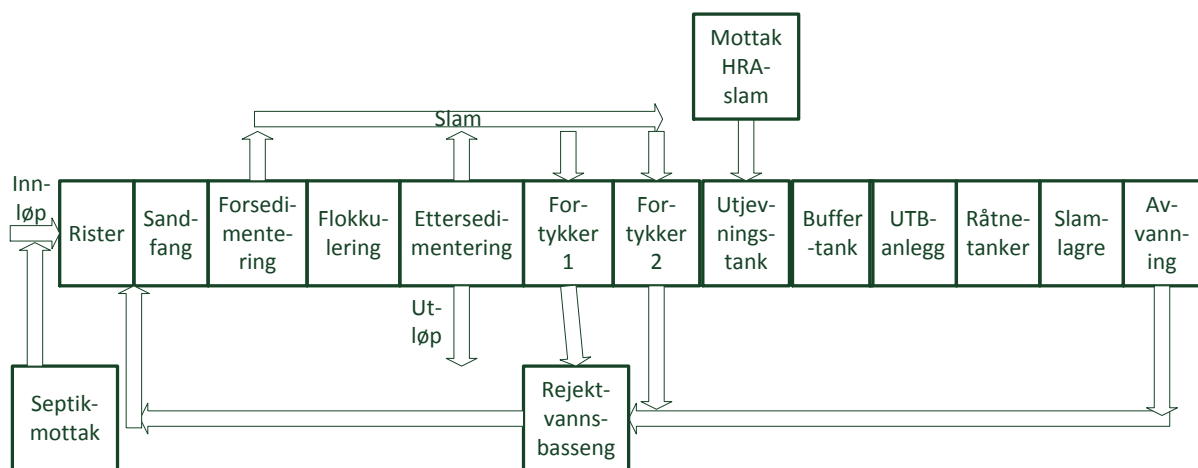 Mottak
HRA-
slam
Slam
Inn-
løp
Rister
Sand-
fang
Forsedi-
mente-
ring
Flokku-
lering
Ettersedi-
mentering
For-
tykker
1
For-
tykker
2
Utjev-
nings-
tank
Buffer
-tank
UTB-
anlegg
Råtne-
tanker
Slam-
lagre
Av-
vann-
ing
Ut-
løp
Septik-
mottak
Rejekt-
vanns-
basseng